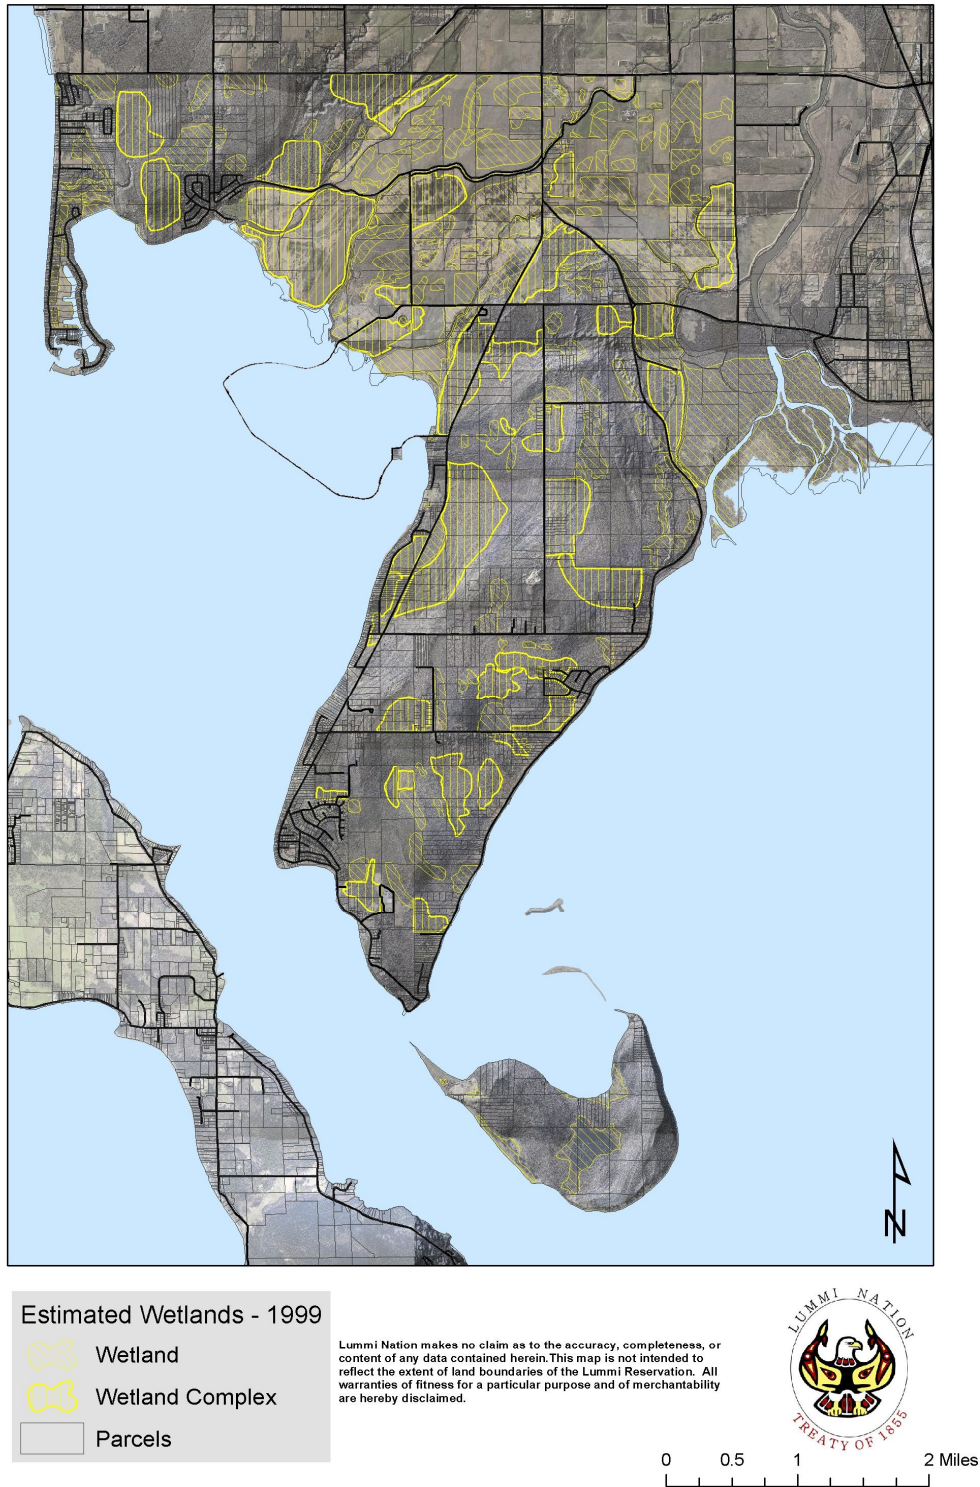 N
Estimated Wetlands - 1999
Wetland
Wetland Complex
Parcels
Lummi Nation makes no claim as to the accuracy, completeness, or
content of any data contained herein.This map is not intended to
reflect the extent of land boundaries of the Lummi Reservation. All
warranties of fitness for a particular purpose and of merchantability
are hereby disclaimed.
LUMMI NATION
TREATY OF 1855
0 0.5 1 2 Miles